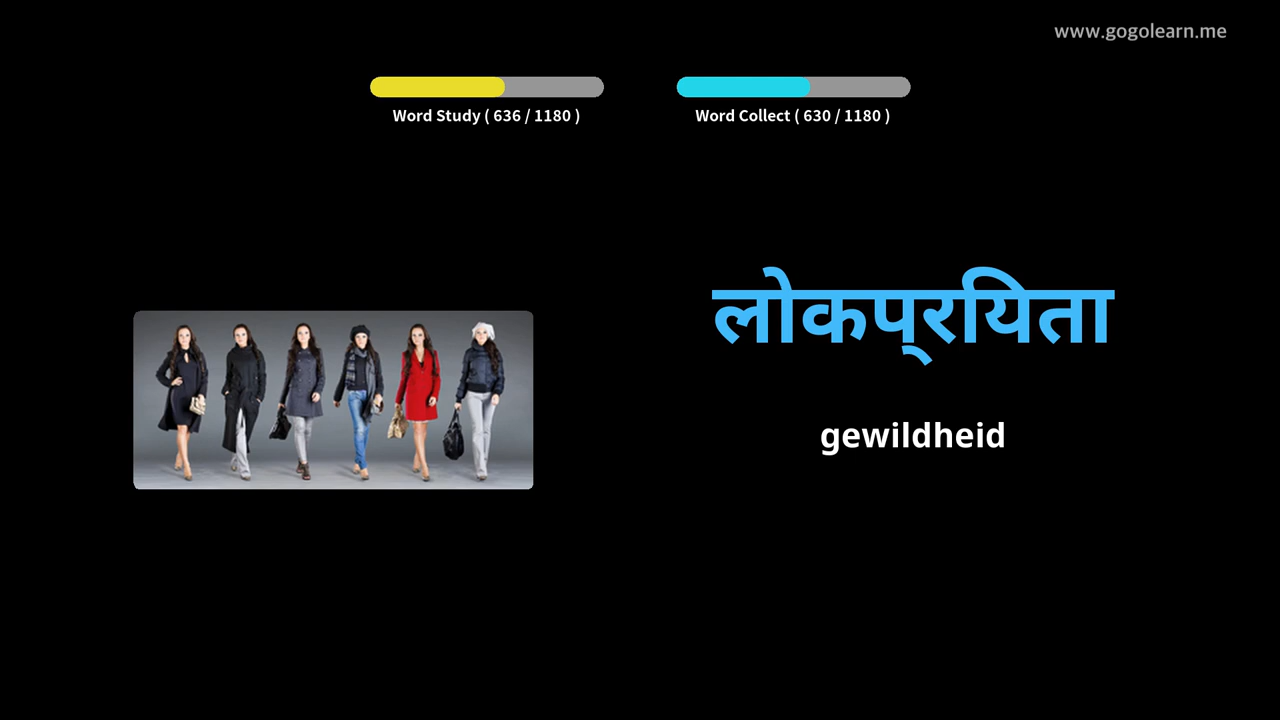 www.gogolearn.me
Word Study ( 636 / 1180 )
Word Collect ( 630 / 1180 )
लोकप्रियता
gewildheid